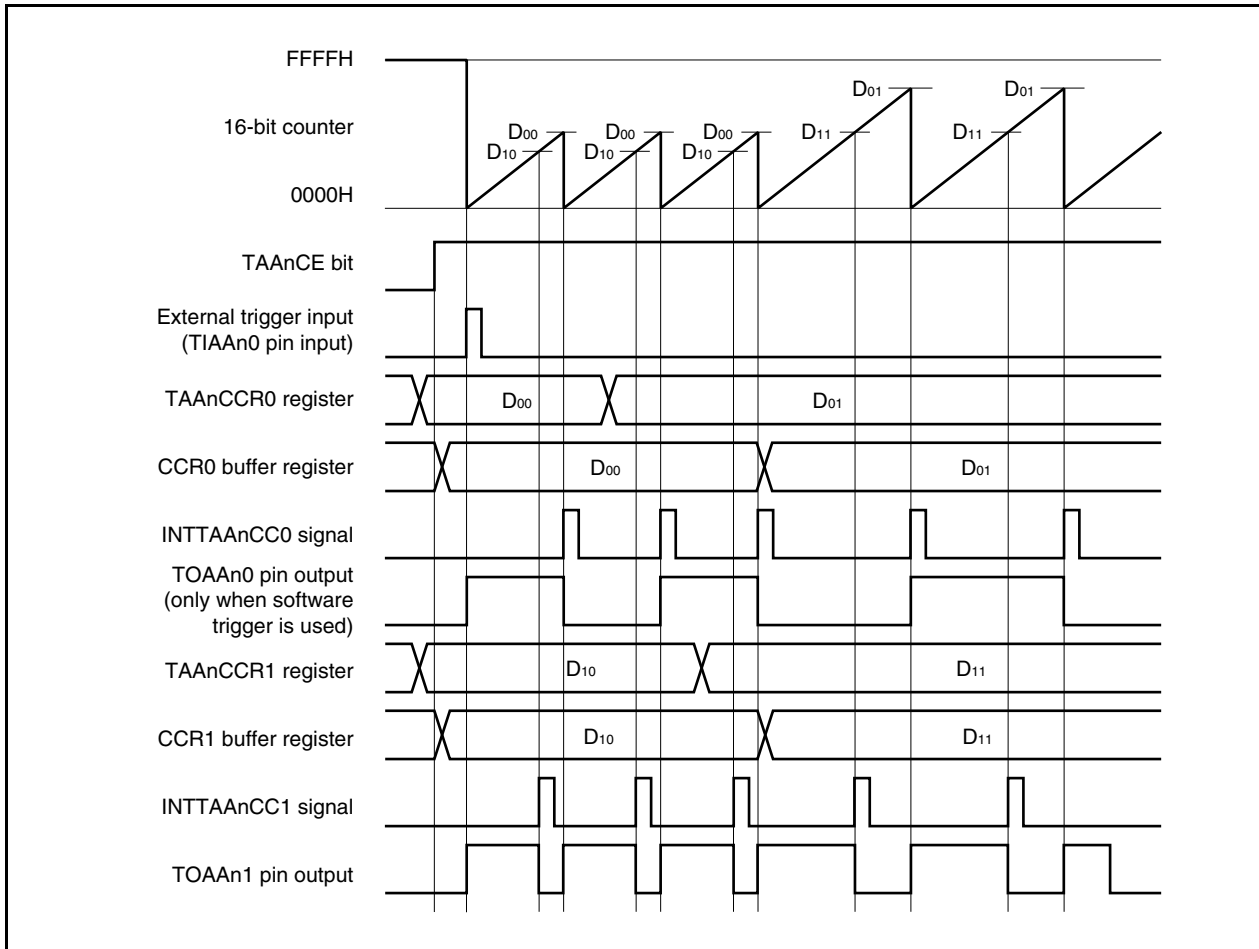 FFFFH
D01
D01
16-bit counter
D00
D00
D00
D11
D11
D10
D10
D10
0000H
TAAnCE bit
External trigger input
(TIAAn0 pin input)
TAAnCCR0 register
D00
D01
CCR0 buffer register
D00
D01
INTTAAnCC0 signal
TOAAn0 pin output
(only when software
trigger is used)
TAAnCCR1 register
D10
D11
CCR1 buffer register
D10
D11
INTTAAnCC1 signal
TOAAn1 pin output